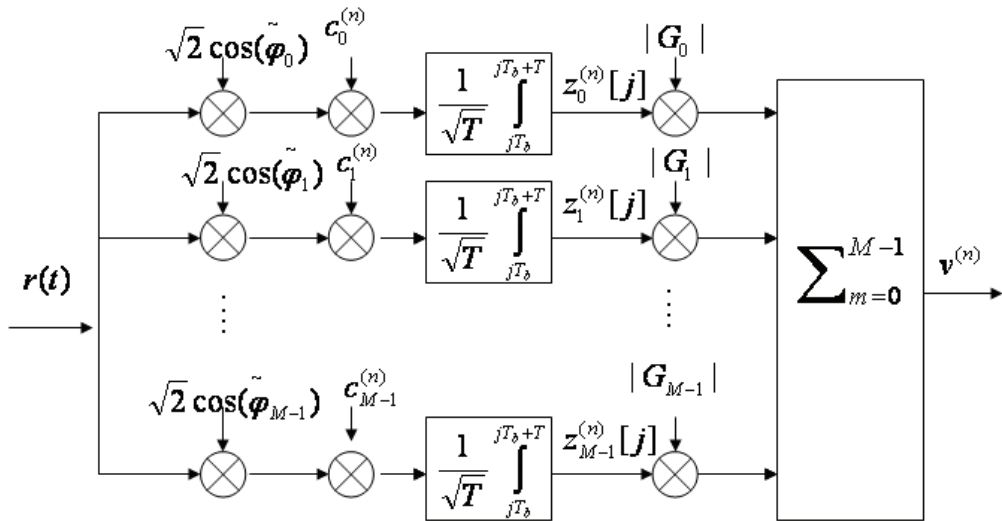 √2 cos(φ̃₀) c₀⁽ⁿ⁾ 1/√T ∫_{jT_b}^{jT_b+T} z₀⁽ⁿ⁾[j] |G₀|
√2 cos(φ̃₁) c₁⁽ⁿ⁾ 1/√T ∫_{jT_b}^{jT_b+T} z₁⁽ⁿ⁾[j] |G₁|
r(t) ⋮ ⋮ ∑_{m=0}^{M−1} v⁽ⁿ⁾
√2 cos(φ̃_{M−1}) c_{M−1}^{(n)} 1/√T ∫_{jT_b}^{jT_b+T} z_{M−1}^{(n)}[j] |G_{M−1}|